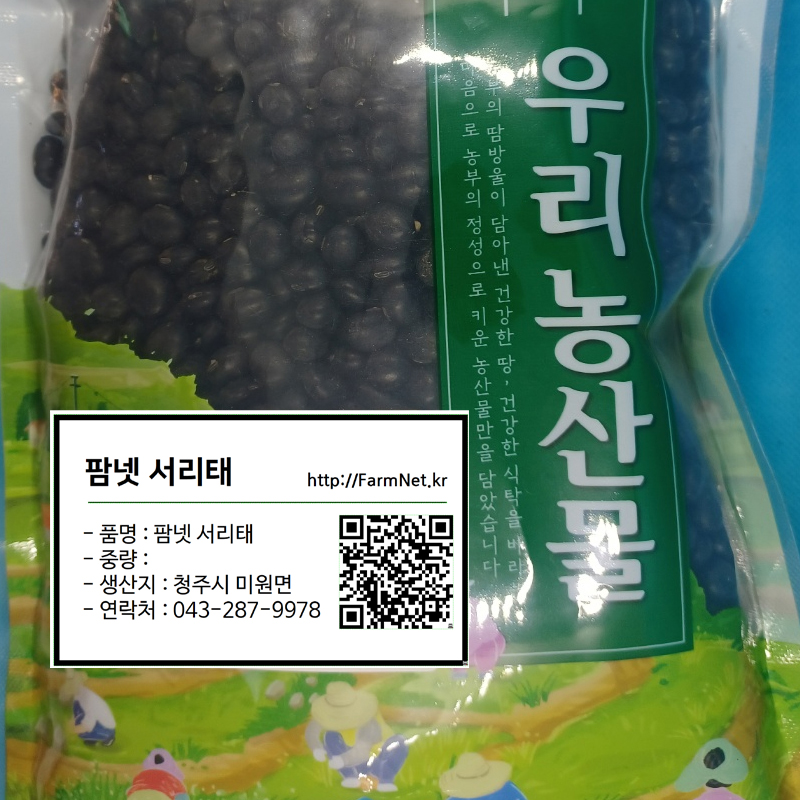 우리농산물
부의 땀방울이 담아낸 건강한 땅, 건강한 식탁을 바라
마음으로 농부의 정성으로 키운 농산물만을 담았습니다
팜넷 서리태
http://FarmNet.kr
- 품명 : 팜넷 서리태
- 중량 :
- 생산지 : 청주시 미원면
- 연락처 : 043-287-9978